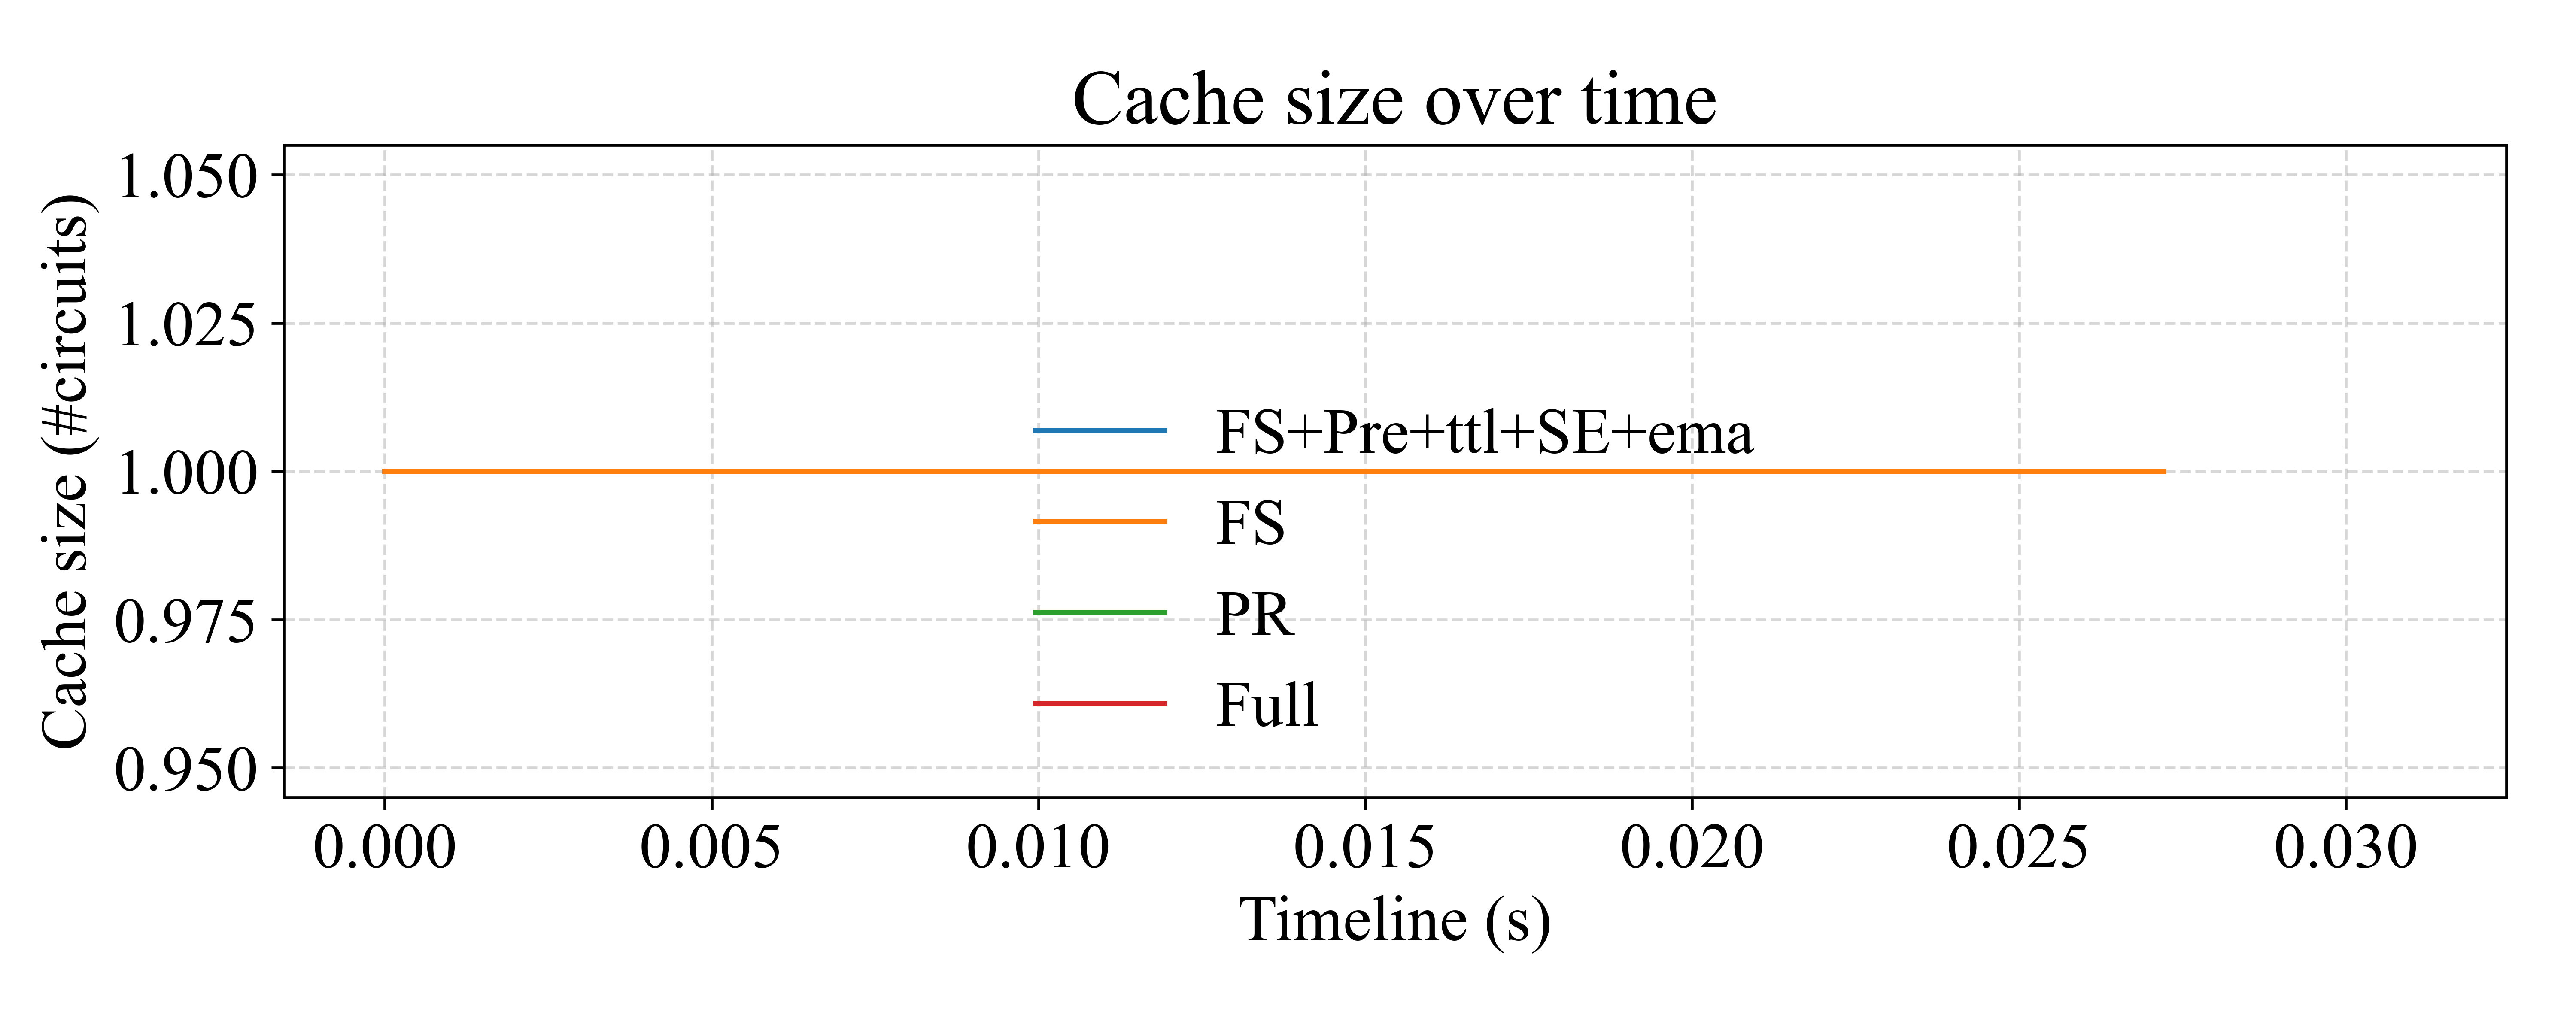 Cache size over time
Cache size (#circuits)
1.050
1.025
1.000
0.975
0.950
FS+Pre+ttl+SE+ema
FS
PR
Full
0.000 0.005 0.010 0.015 0.020 0.025 0.030
Timeline (s)